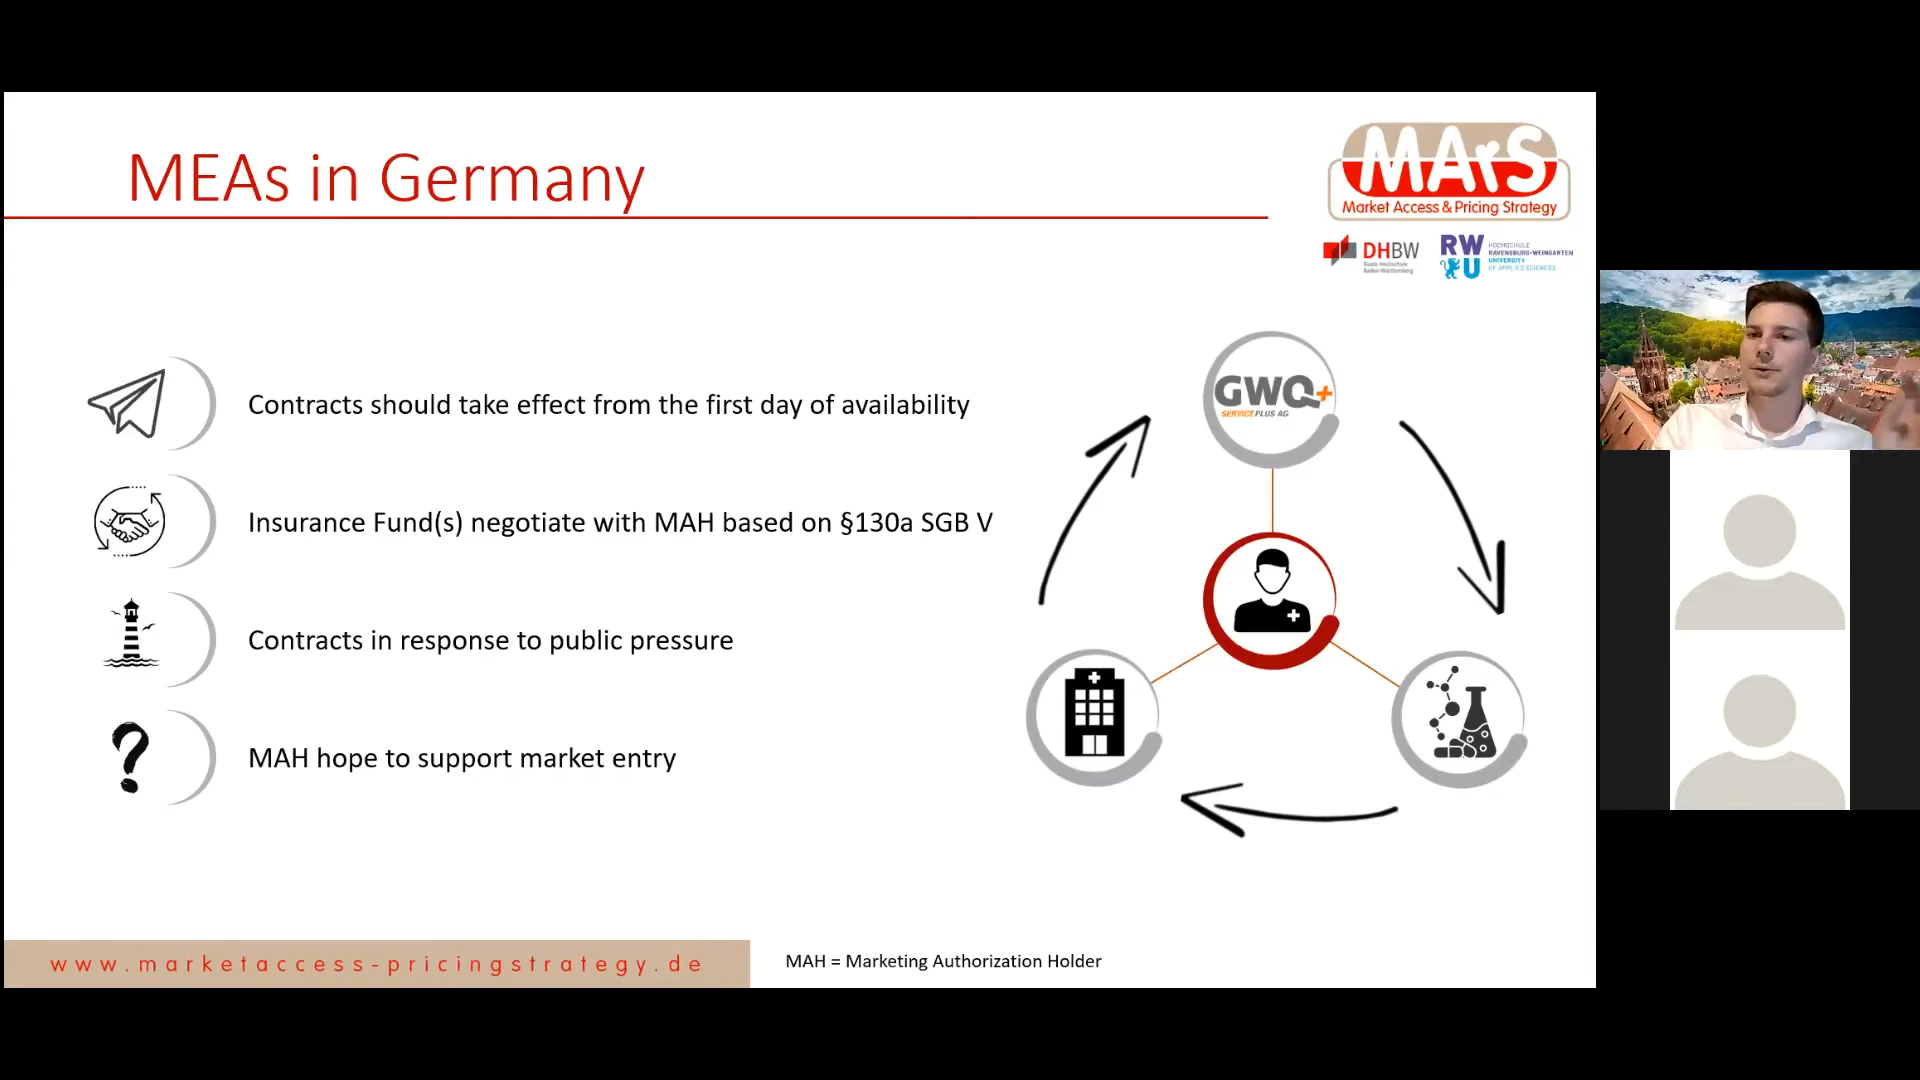 MEAs in Germany
MArS
Market Access & Pricing Strategy
DHBW
Duale Hochschule
Baden-Württemberg
RW
U
HOCHSCHULE
RAVENSBURG-WEINGARTEN
UNIVERSITY
OF APPLIED SCIENCES
Contracts should take effect from the first day of availability
Insurance Fund(s) negotiate with MAH based on §130a SGB V
Contracts in response to public pressure
MAH hope to support market entry
GWQ+
SERVICEPLUS AG
www.marketaccess-pricingstrategy.de
MAH = Marketing Authorization Holder